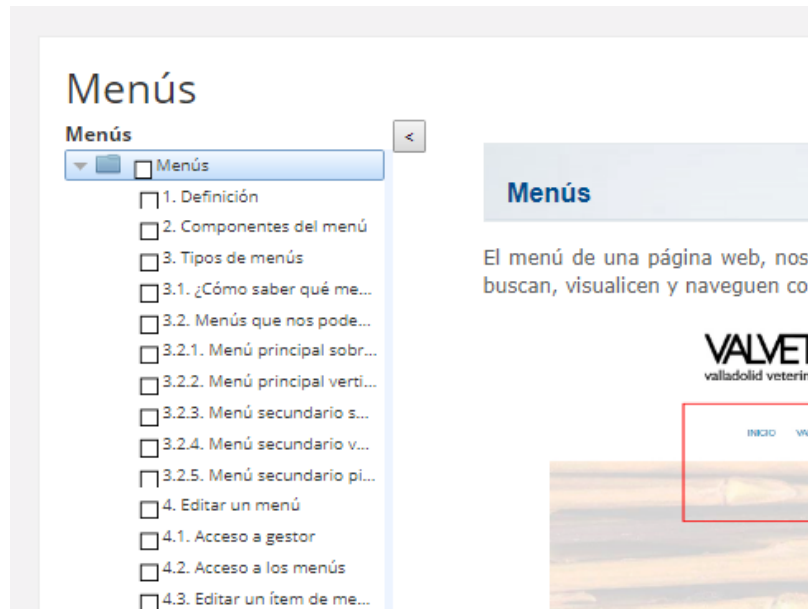 Menús
Menús
<
Menús
1. Definición
2. Componentes del menú
3. Tipos de menús
3.1. ¿Cómo saber qué me...
3.2. Menús que nos pode...
3.2.1. Menú principal sobr...
3.2.2. Menú principal verti...
3.2.3. Menú secundario s...
3.2.4. Menú secundario v...
3.2.5. Menú secundario pi...
4. Editar un menú
4.1. Acceso a gestor
4.2. Acceso a los menús
4.3. Editar un ítem de me...
Menús
El menú de una página web, nos
buscan, visualicen y naveguen co
VALVET
valladolid veterin
INICIO